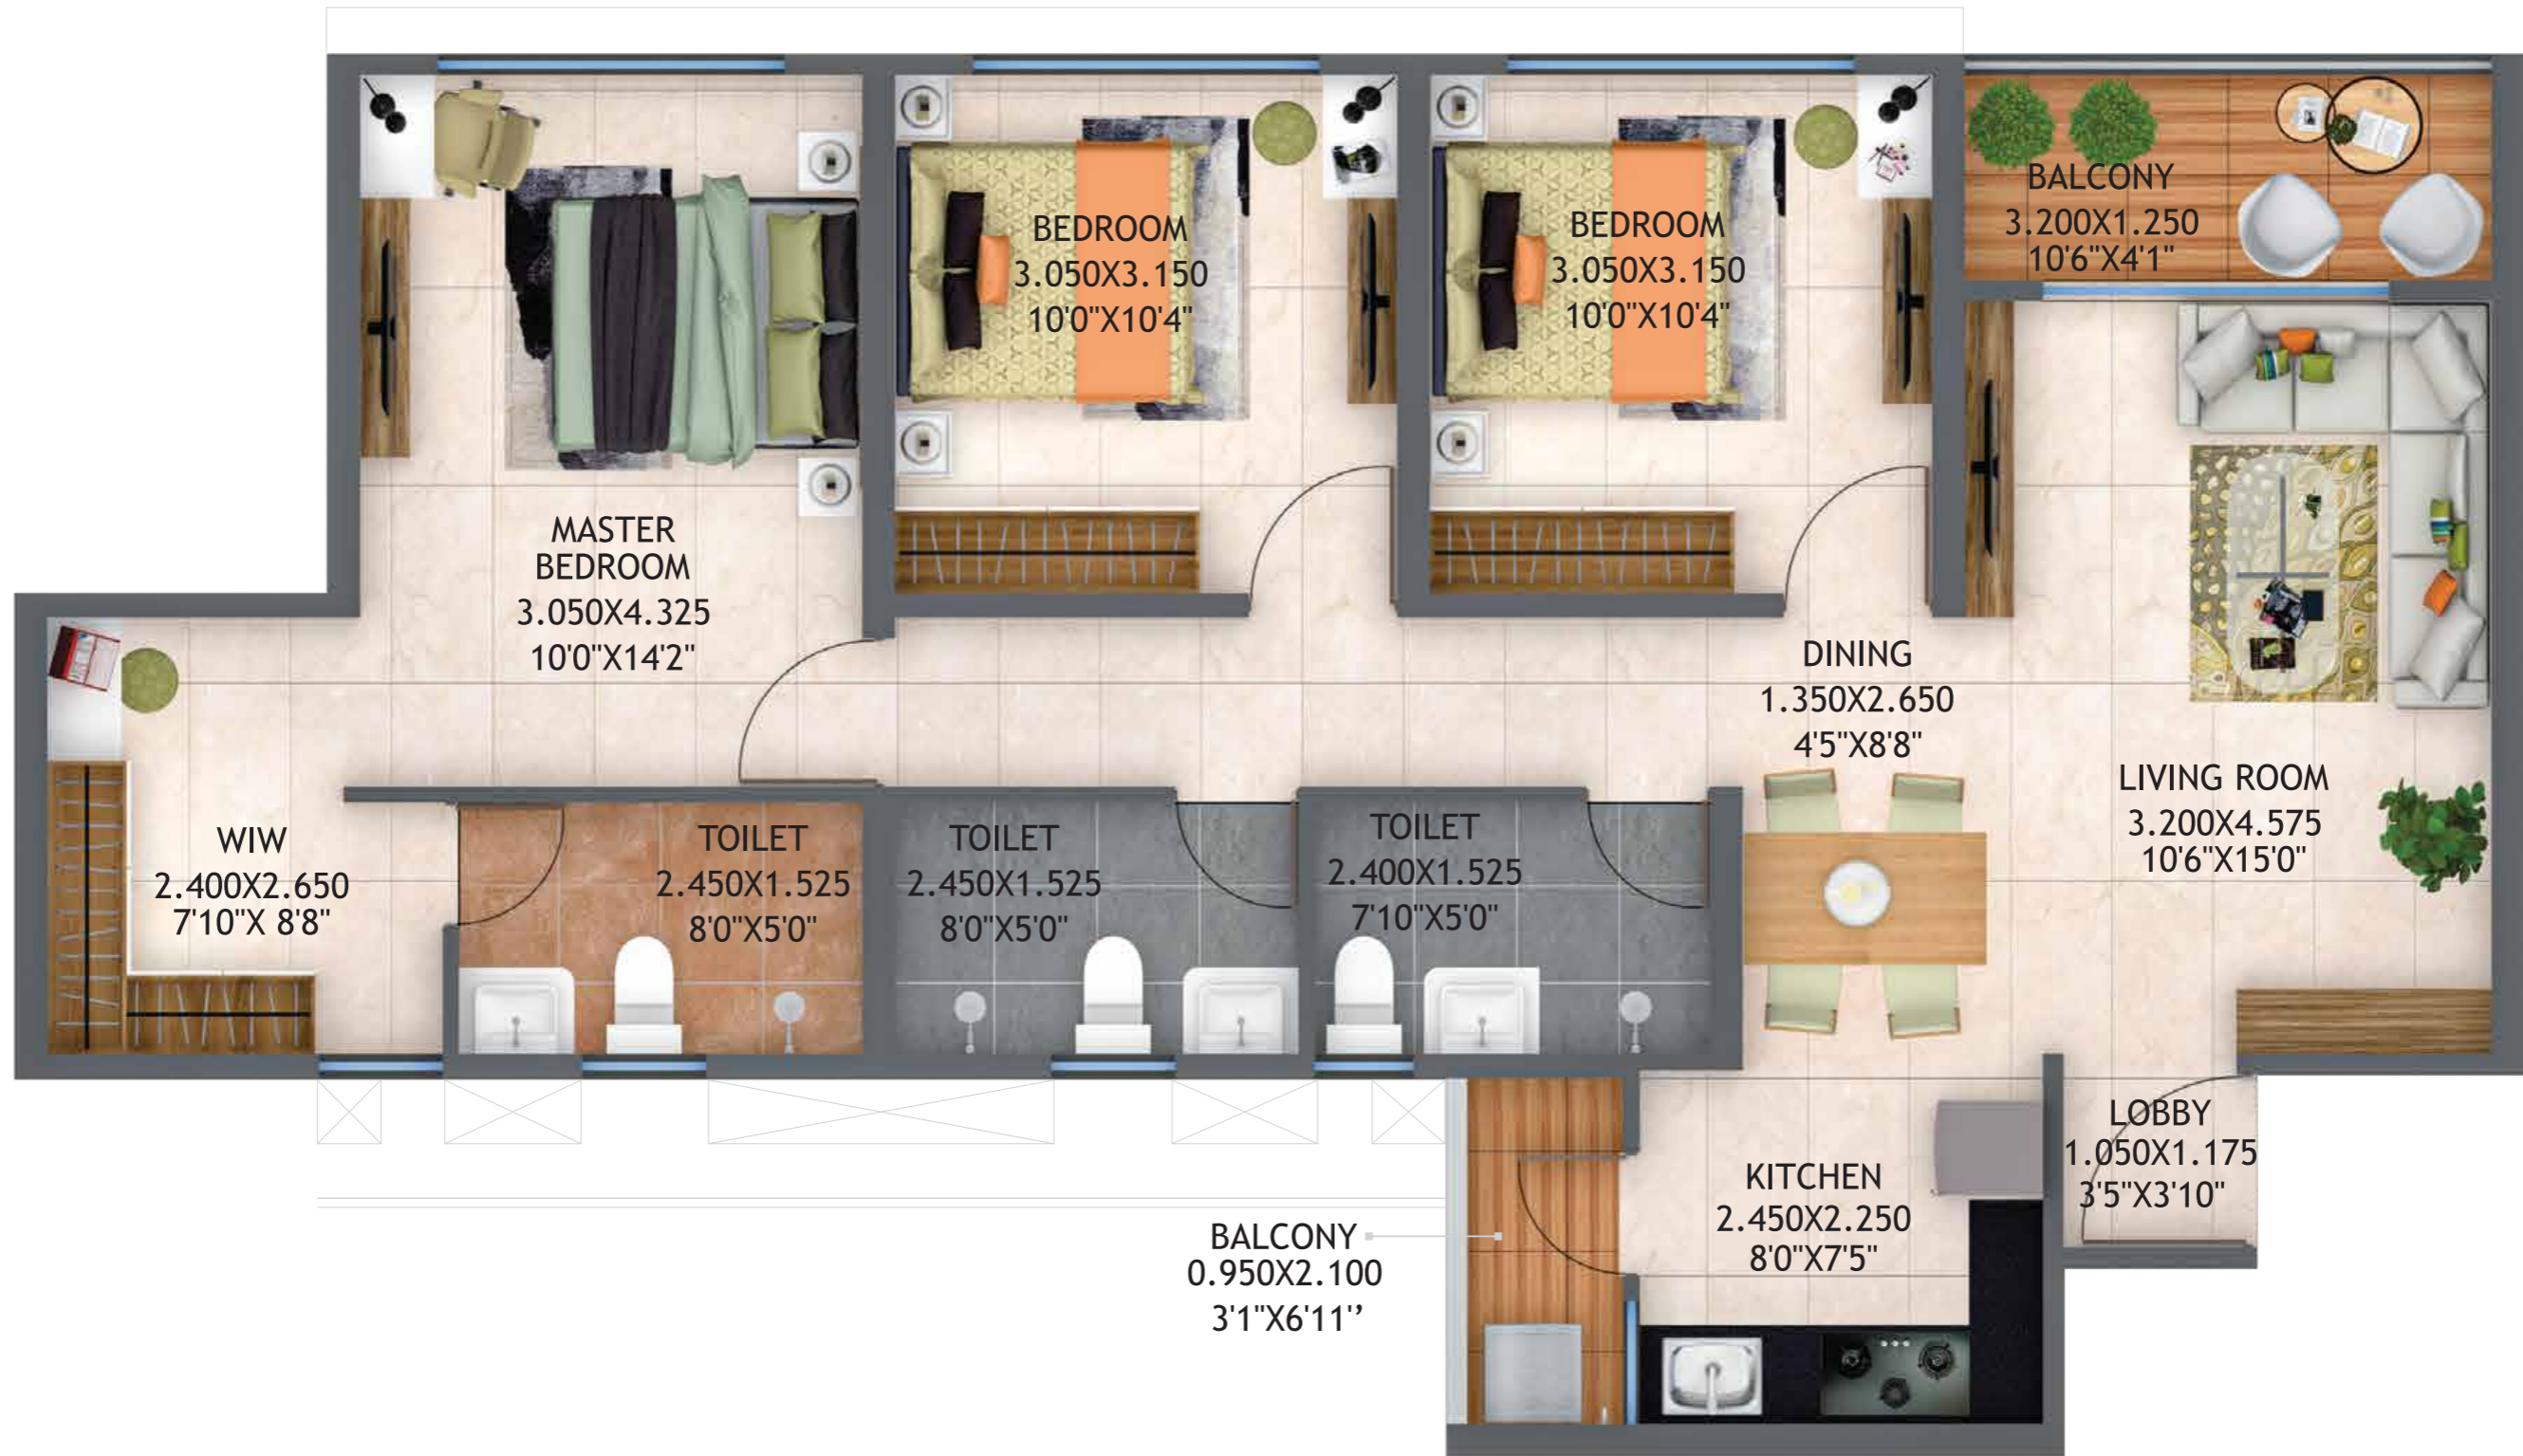 BALCONY
3.200X1.250
10'6"X4'1"
BEDROOM
3.050X3.150
10'0"X10'4"
BEDROOM
3.050X3.150
10'0"X10'4"
MASTER
BEDROOM
3.050X4.325
10'0"X14'2"
DINING
1.350X2.650
4'5"X8'8"
LIVING ROOM
3.200X4.575
10'6"X15'0"
WIW
2.400X2.650
7'10"X 8'8"
TOILET
2.450X1.525
8'0"X5'0"
TOILET
2.450X1.525
8'0"X5'0"
TOILET
2.400X1.525
7'10"X5'0"
LOBBY
1.050X1.175
3'5"X3'10"
KITCHEN
2.450X2.250
8'0"X7'5"
BALCONY
0.950X2.100
3'1"X6'11'’